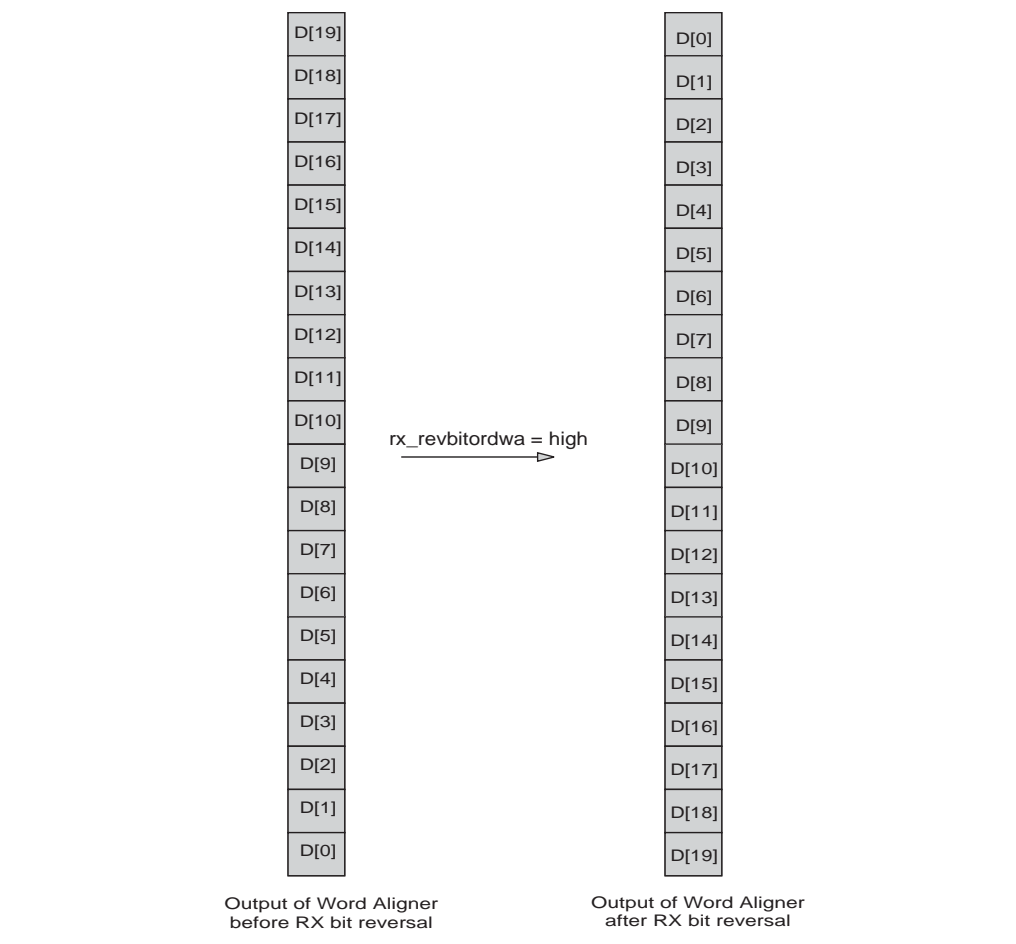 D[19]
D[18]
D[17]
D[16]
D[15]
D[14]
D[13]
D[12]
D[11]
D[10]
D[9]
D[8]
D[7]
D[6]
D[5]
D[4]
D[3]
D[2]
D[1]
D[0]
Output of Word Aligner
before RX bit reversal
rx_revbitordwa = high
D[0]
D[1]
D[2]
D[3]
D[4]
D[5]
D[6]
D[7]
D[8]
D[9]
D[10]
D[11]
D[12]
D[13]
D[14]
D[15]
D[16]
D[17]
D[18]
D[19]
Output of Word Aligner
after RX bit reversal